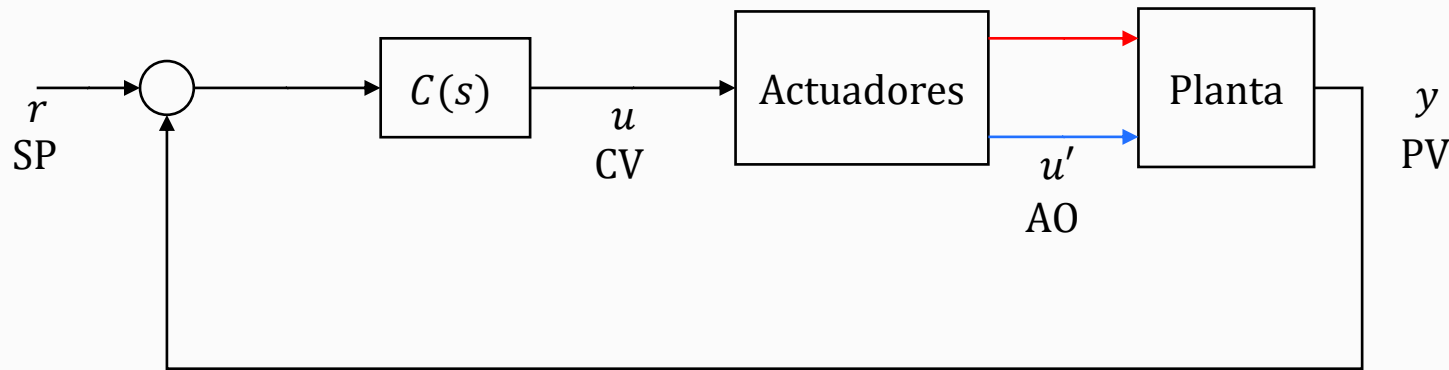 r
SP
C(s)
u
CV
Actuadores
u′
AO
Planta
y
PV